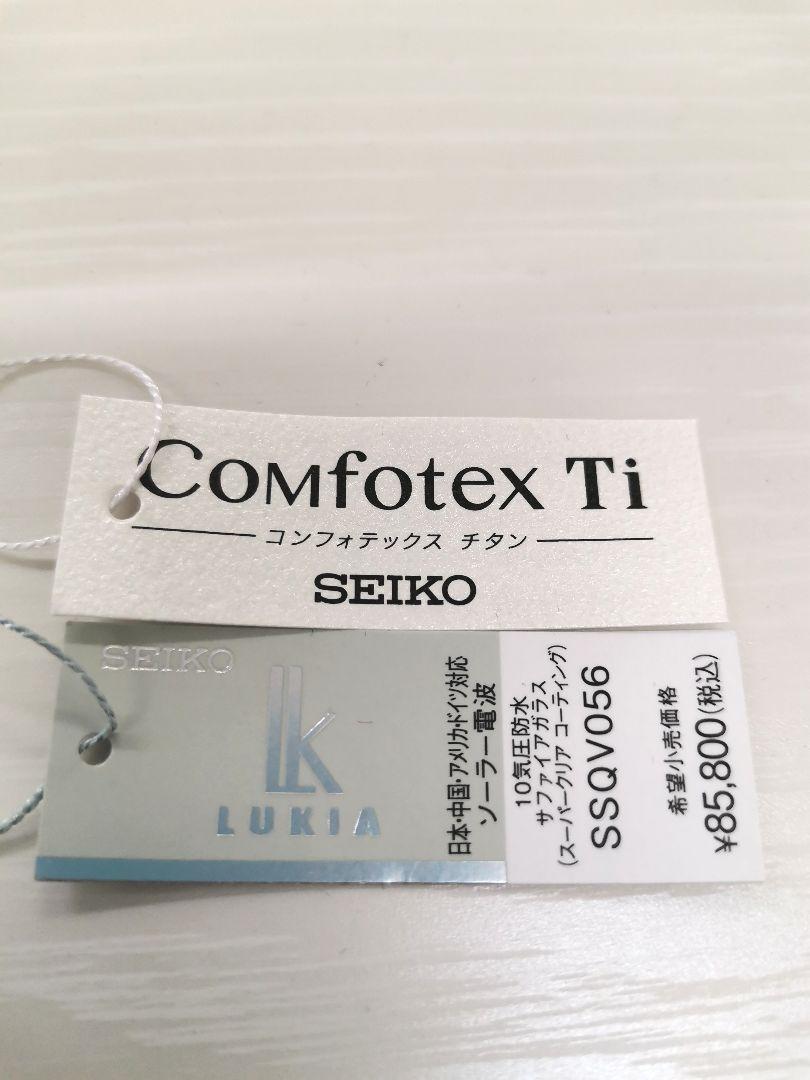 COMfotex Ti
コンフォテックス チタン
SEIKO
SEIKO
LK
LUKIA
日本・中国・アメリカ・ドイツ対応
ソーラー電波
10気圧防水
サファイアガラス
(スーパークリア コーティング)
SSQV056
希望小売価格
¥85,800(税込)